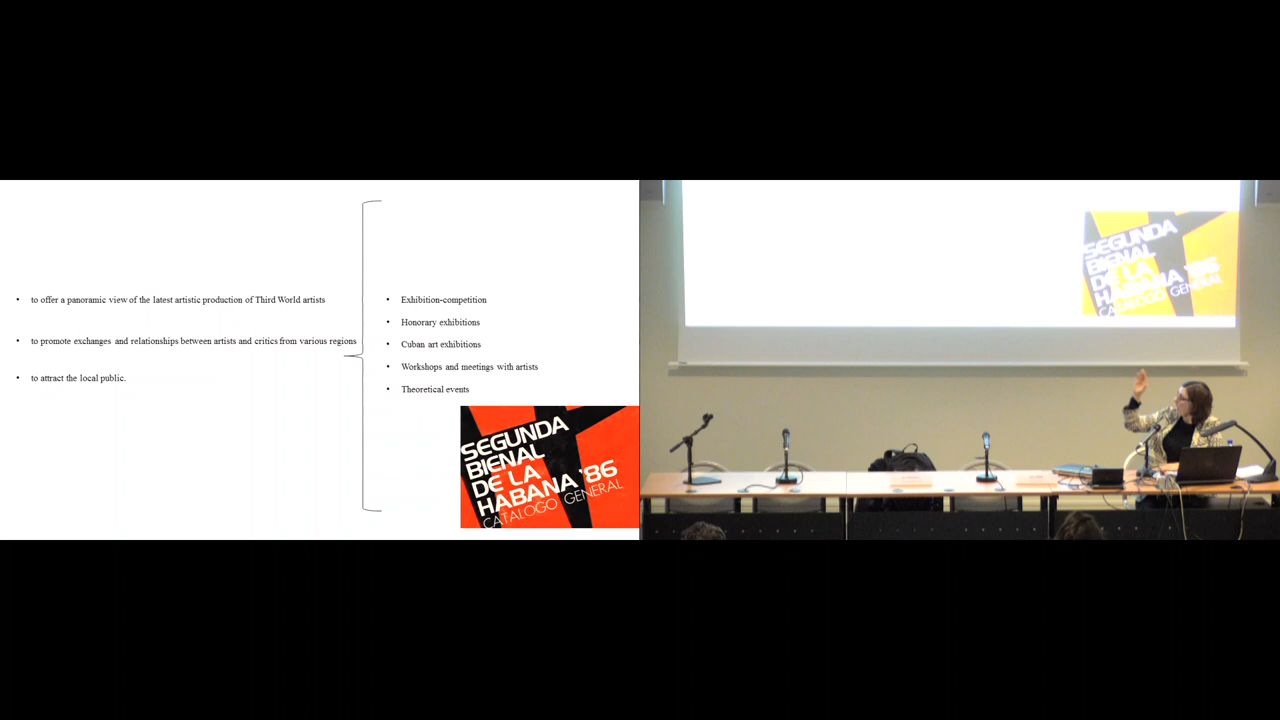 • to offer a panoramic view of the latest artistic production of Third World artists
• to promote exchanges and relationships between artists and critics from various regions
• to attract the local public.
• Exhibition-competition
• Honorary exhibitions
• Cuban art exhibitions
• Workshops and meetings with artists
• Theoretical events
SEGUNDA
BIENAL
DE LA
HABANA '86
CATALOGO GENERAL
SEGUNDA
BIENAL
DE LA
HABANA '86
CATALOGO GENERAL